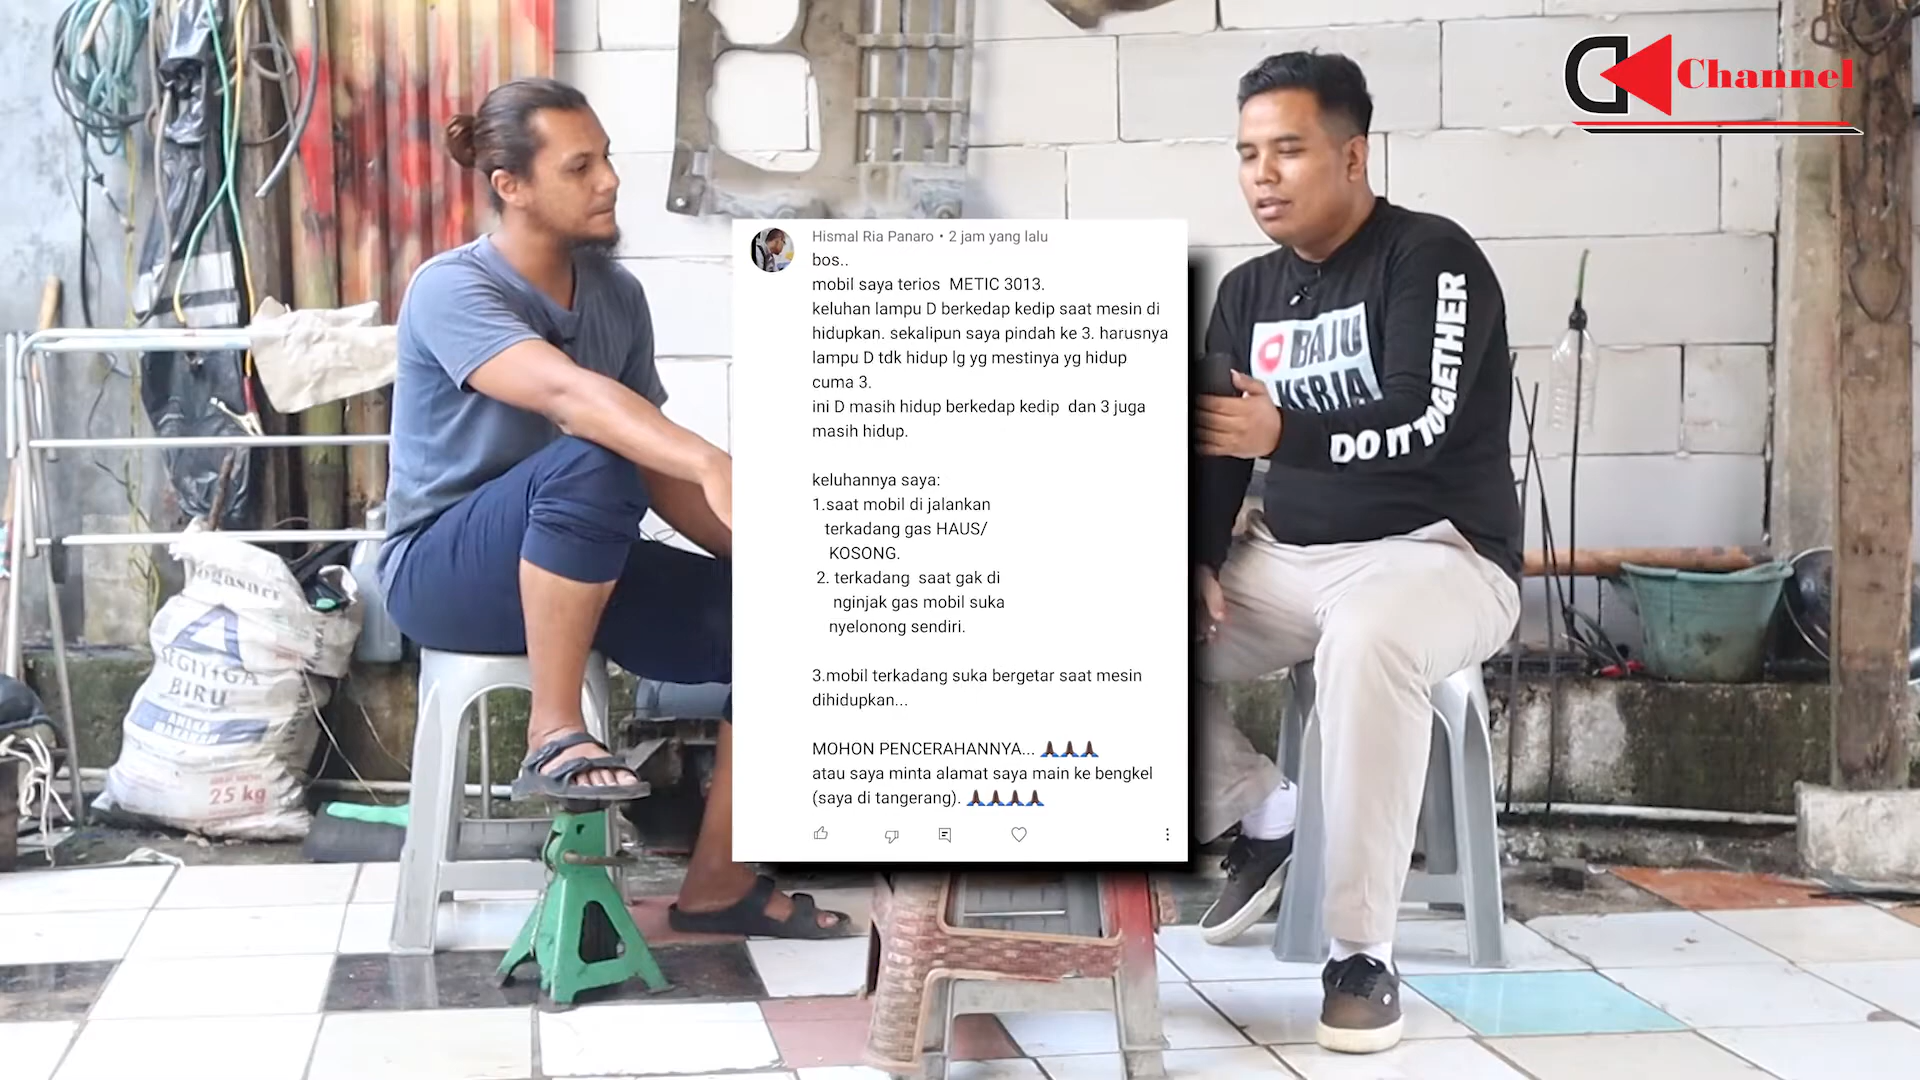 Channel
Hismal Ria Panaro • 2 jam yang lalu
bos..
mobil saya terios  METIC 3013.
keluhan lampu D berkedap kedip saat mesin di
hidupkan. sekalipun saya pindah ke 3. harusnya
lampu D tdk hidup lg yg mestinya yg hidup
cuma 3.
ini D masih hidup berkedap kedip  dan 3 juga
masih hidup.
keluhannya saya:
1.saat mobil di jalankan
terkadang gas HAUS/
KOSONG.
2. terkadang  saat gak di
nginjak gas mobil suka
nyelonong sendiri.
3.mobil terkadang suka bergetar saat mesin
dihidupkan...
MOHON PENCERAHANNYA... 🙏🏿🙏🏿🙏🏿
atau saya minta alamat saya main ke bengkel
(saya di tangerang). 🙏🏿🙏🏿🙏🏿🙏🏿
BAJU
KERJA
DO IT TOGETHER
SEGITIGA
BIRU
25 kg